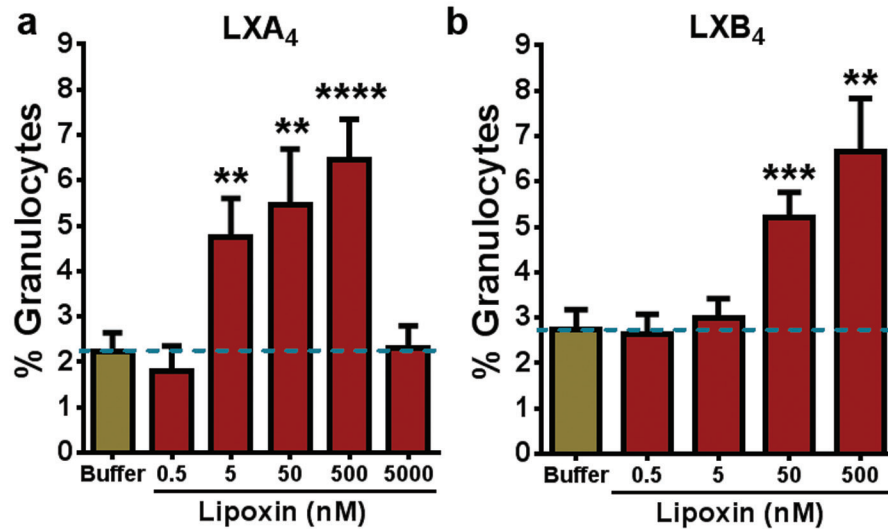 a
LXA4
% Granulocytes
9
8
7
6
5
4
3
2
1
0
**
**
****
Buffer 0.5 5 50 500 5000
Lipoxin (nM)
b
LXB4
% Granulocytes
9
8
7
6
5
4
3
2
1
0
***
**
Buffer 0.5 5 50 500
Lipoxin (nM)